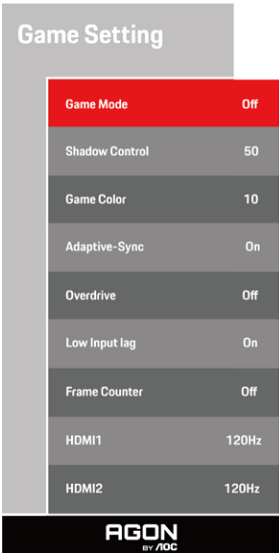 Game Setting
Game Mode Off
Shadow Control 50
Game Color 10
Adaptive-Sync On
Overdrive Off
Low Input lag On
Frame Counter Off
HDMI1 120Hz
HDMI2 120Hz
AGON
BY AOC